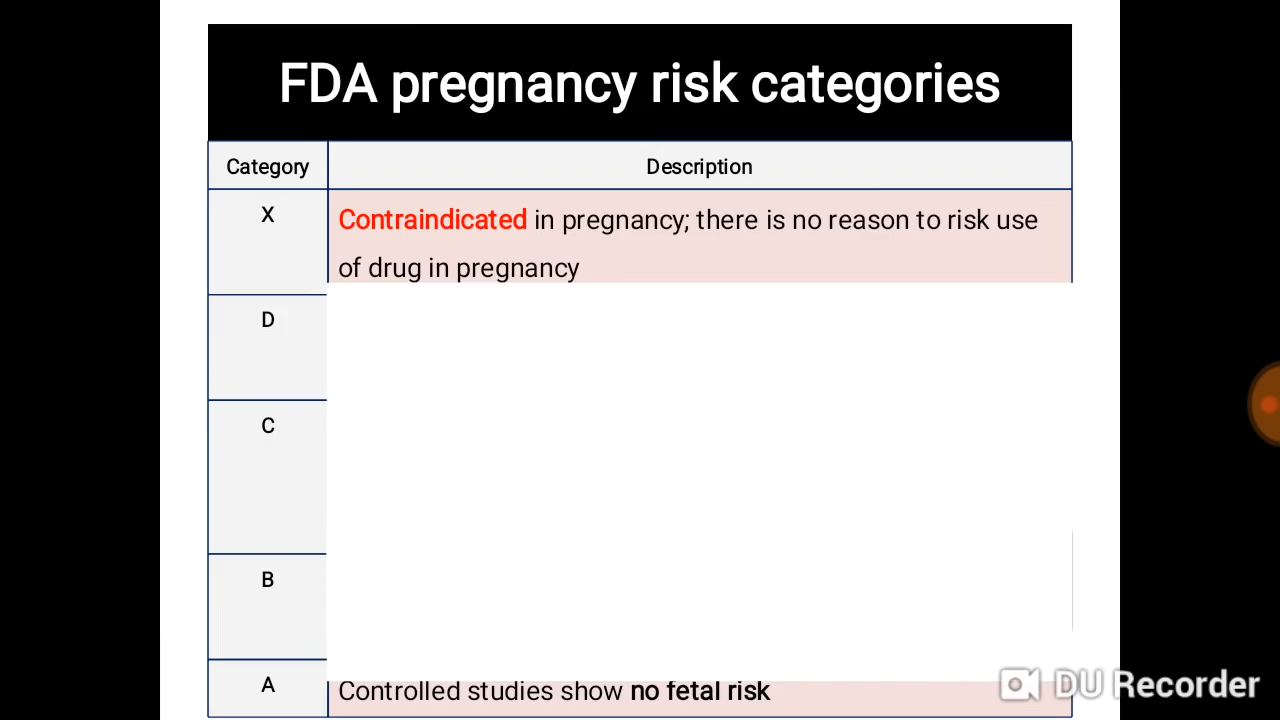 FDA pregnancy risk categories
Category Description
X Contraindicated in pregnancy; there is no reason to risk use
of drug in pregnancy
D
C
B
A Controlled studies show no fetal risk
DU Recorder